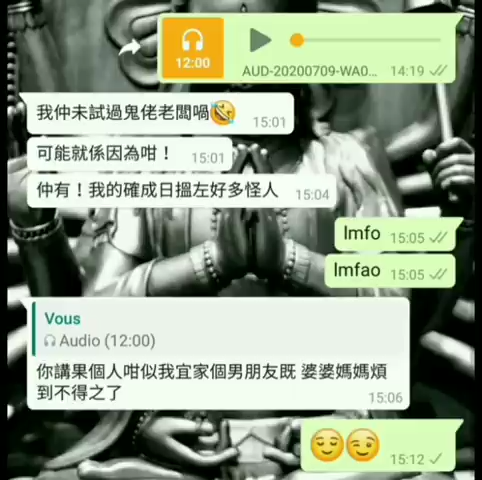 12:00
AUD-20200709-WA0... 14:19
我仲未試過鬼佬老闆喎🤣 15:01
可能就係因為咁！ 15:01
仲有！我的確成日搵左好多怪人 15:04
lmfo 15:05
lmfao 15:05
Vous
Audio (12:00)
你講果個人咁似我宜家個男朋友既 婆婆媽媽煩
到不得之了
15:06
😌😉 15:12